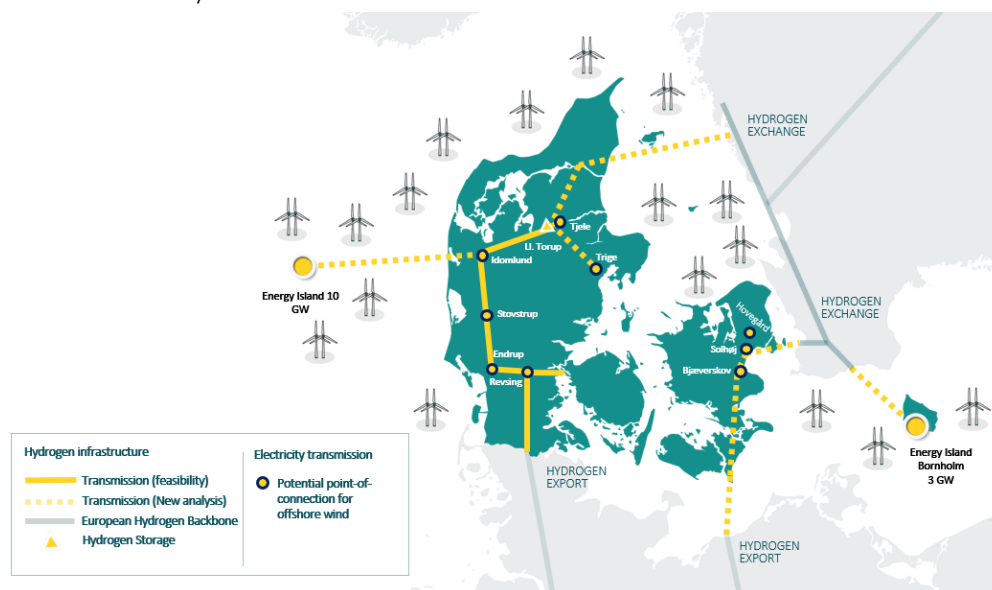 HYDROGEN
EXCHANGE
Tjele
Ll. Torup
Idomlund
Trige
Energy Island 10
GW
HYDROGEN
EXCHANGE
Stovstrup
Hovegård
Solhøj
Endrup
Revsing
Bjæverskov
HYDROGEN
EXPORT
Energy Island
Bornholm
3 GW
HYDROGEN
EXPORT
Hydrogen infrastructure
Transmission (feasibility)
Transmission (New analysis)
European Hydrogen Backbone
Hydrogen Storage
Electricity transmission
Potential point-of-
connection for
offshore wind